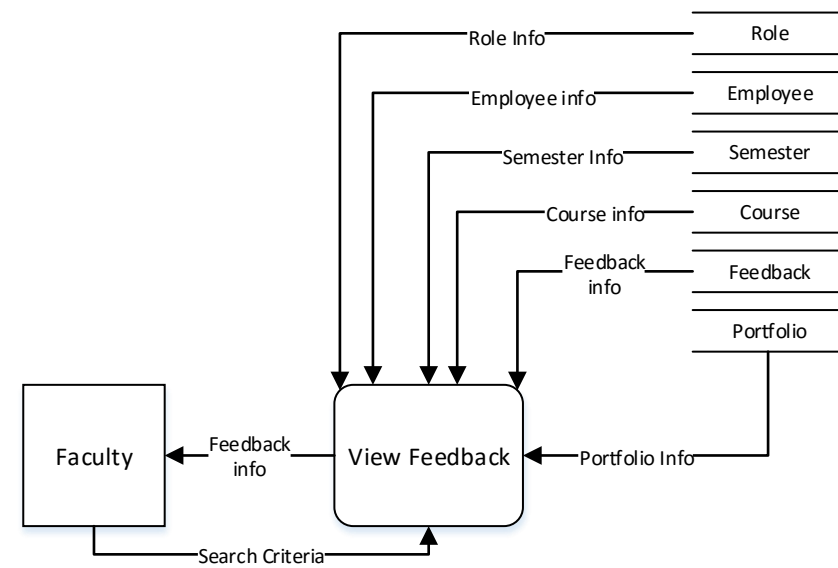 Role
Role Info
Employee
Employee info
Semester
Semester Info
Course
Course info
Feedback
Feedback
info
Portfolio
Faculty
Feedback
info
View Feedback
Portfolio Info
Search Criteria